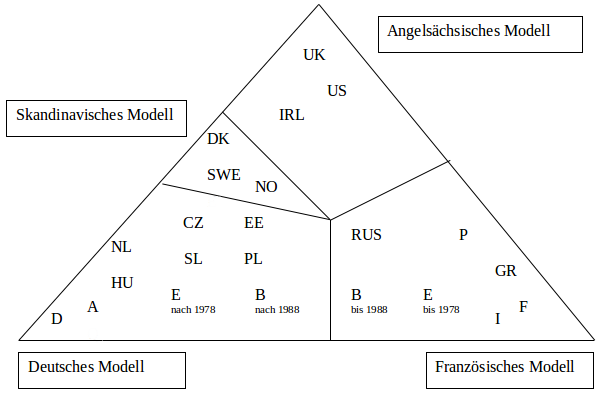 Angelsächsisches Modell
UK
US
Skandinavisches Modell
IRL
DK
SWE
NO
CZ EE
RUS P
NL
SL PL
GR
HU
E B
nach 1978 nach 1988
B E
bis 1988 bis 1978
A
F
D
I
Deutsches Modell
Französisches Modell